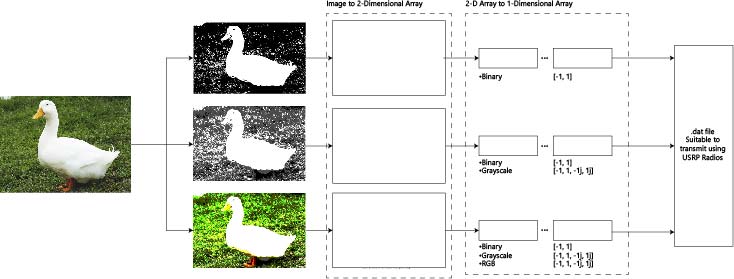 Image to 2-Dimensional Array
2-D Array to 1-Dimensional Array
...
•Binary [-1, 1]
...
•Binary [-1, 1]
•Grayscale [-1, 1, -1j, 1j]
...
•Binary [-1, 1]
•Grayscale [-1, 1, -1j, 1j]
•RGB [-1, 1, -1j, 1j]
.dat file
Suitable to
transmit using
USRP Radios